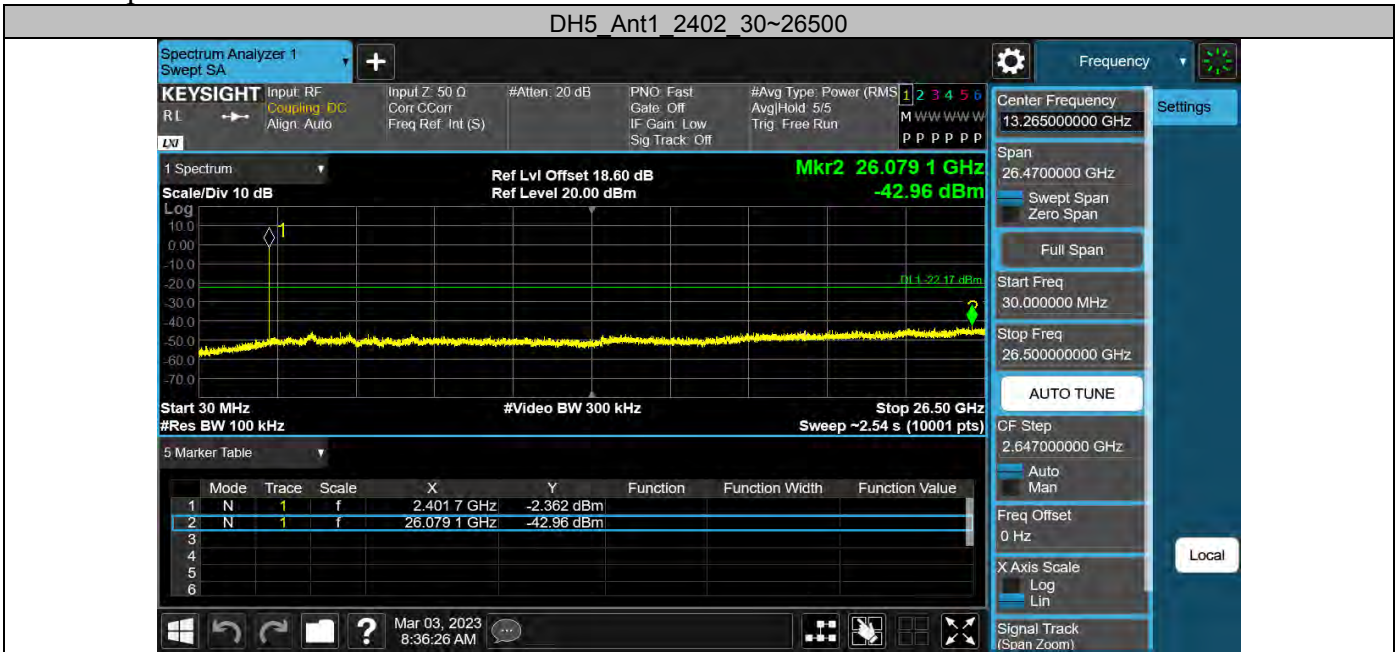 DH5_Ant1_2402_30~26500
Spectrum Analyzer 1
Swept SA
Frequency
KEYSIGHT
RL
LXI
Input: RF
Coupling: DC
Align: Auto
Input Z: 50 Ω
Corr CCorr
Freq Ref: Int (S)
#Atten: 20 dB
PNO: Fast
Gate: Off
IF Gain: Low
Sig Track: Off
#Avg Type: Power (RMS
Avg|Hold: 5/5
Trig: Free Run
1 2 3 4 5 6
M W W W W W
P P P P P P
1 Spectrum
Scale/Div 10 dB
Ref Lvl Offset 18.60 dB
Ref Level 20.00 dBm
Mkr2 26.079 1 GHz
-42.96 dBm
Log
10.0
0.00
-10.0
-20.0
-30.0
-40.0
-50.0
-60.0
-70.0
1
DL1 -22.17 dBm
2
Start 30 MHz
#Video BW 300 kHz
Stop 26.50 GHz
#Res BW 100 kHz
Sweep ~2.54 s (10001 pts)
5 Marker Table
Mode Trace Scale X Y Function Function Width Function Value
1 N 1 f 2.401 7 GHz -2.362 dBm
2 N 1 f 26.079 1 GHz -42.96 dBm
3
4
5
6
?
Mar 03, 2023
8:36:26 AM
Center Frequency
13.265000000 GHz
Settings
Span
26.4700000 GHz
Swept Span
Zero Span
Full Span
Start Freq
30.000000 MHz
Stop Freq
26.500000000 GHz
AUTO TUNE
CF Step
2.647000000 GHz
Auto
Man
Freq Offset
0 Hz
Local
X Axis Scale
Log
Lin
Signal Track
(Span Zoom)